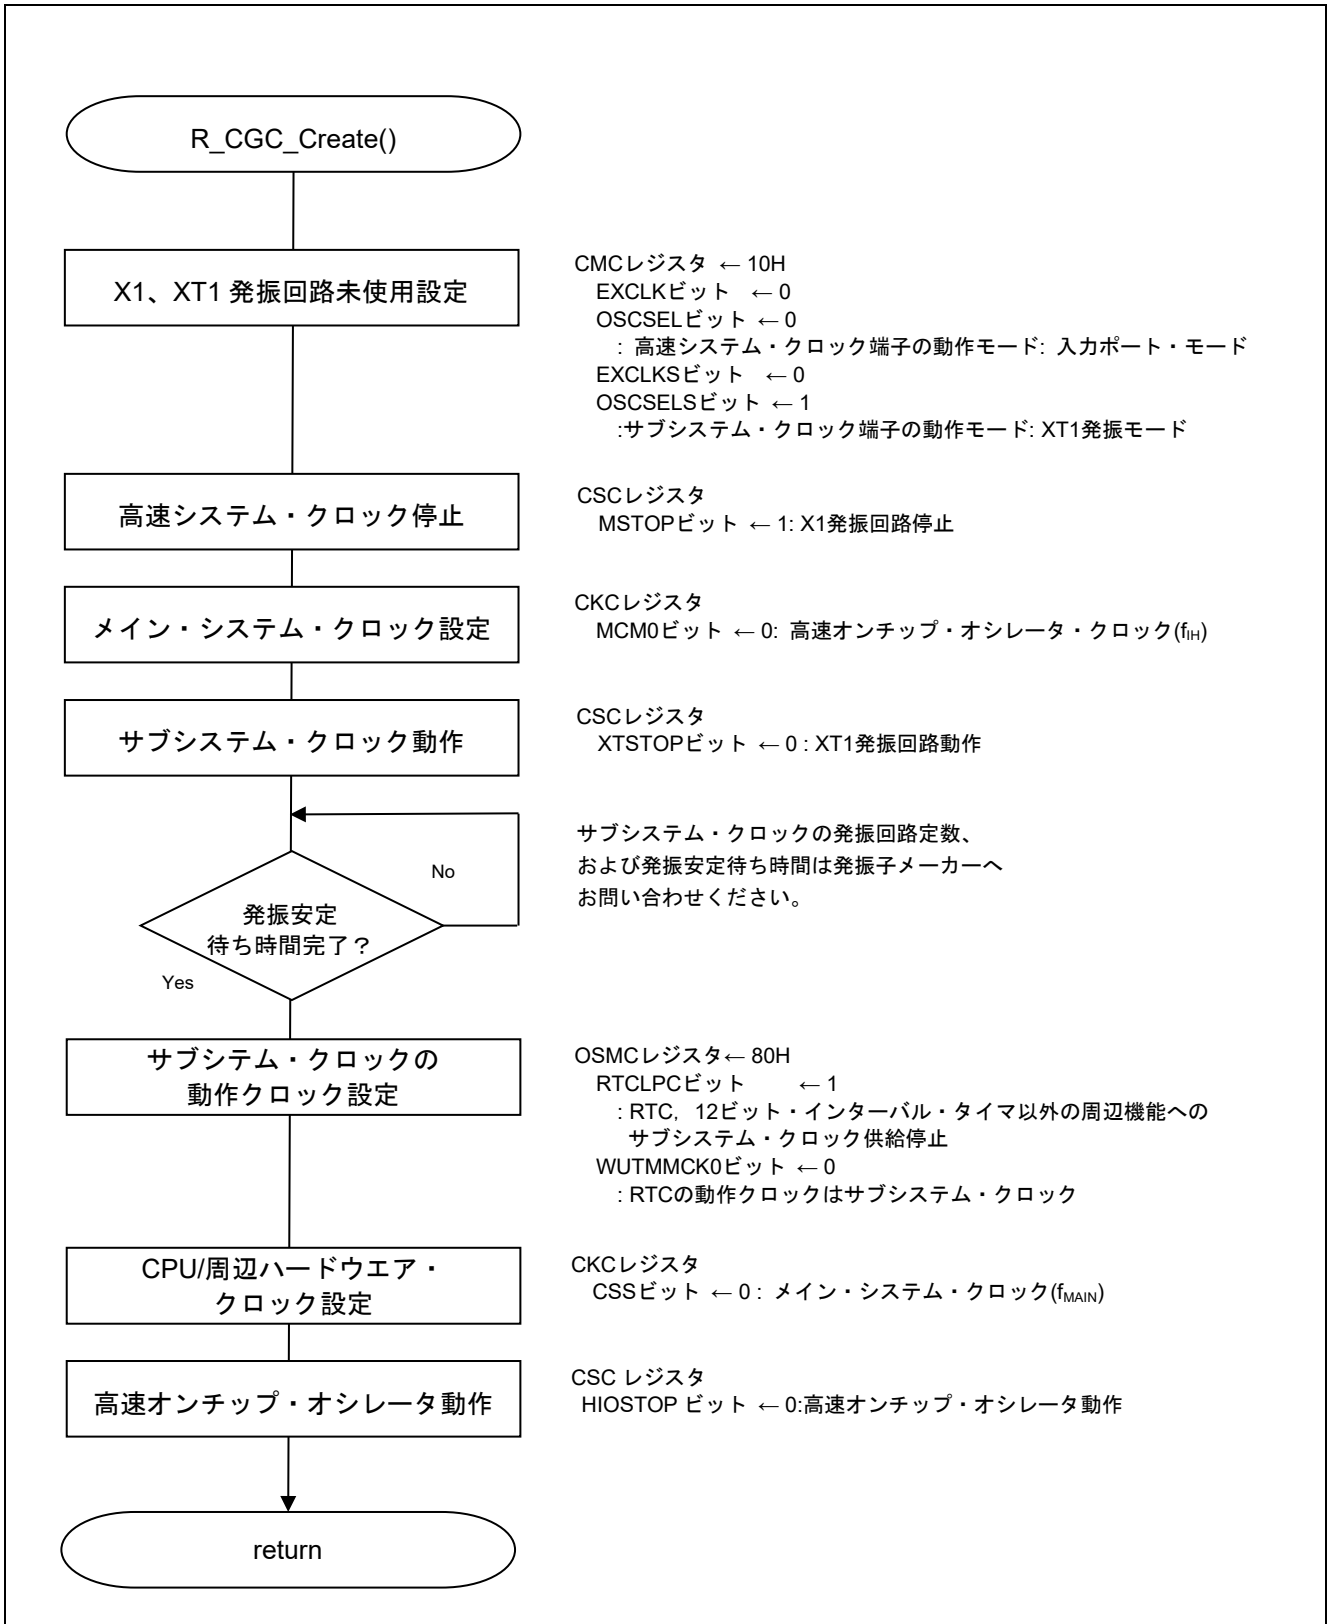 R_CGC_Create()
X1、XT1 発振回路未使用設定
CMCレジスタ ← 10H
EXCLKビット ← 0
OSCSELビット ← 0
: 高速システム・クロック端子の動作モード: 入力ポート・モード
EXCLKSビット ← 0
OSCSELSビット ← 1
:サブシステム・クロック端子の動作モード: XT1発振モード
高速システム・クロック停止
CSCレジスタ
MSTOPビット ← 1: X1発振回路停止
メイン・システム・クロック設定
CKCレジスタ
MCM0ビット ← 0: 高速オンチップ・オシレータ・クロック(fIH)
サブシステム・クロック動作
CSCレジスタ
XTSTOPビット ← 0 : XT1発振回路動作
サブシステム・クロックの発振回路定数、
および発振安定待ち時間は発振子メーカーへ
お問い合わせください。
No
発振安定
待ち時間完了？
Yes
サブシテム・クロックの
動作クロック設定
OSMCレジスタ← 80H
RTCLPCビット ← 1
: RTC，12ビット・インターバル・タイマ以外の周辺機能への
サブシステム・クロック供給停止
WUTMMCK0ビット ← 0
: RTCの動作クロックはサブシステム・クロック
CPU/周辺ハードウエア・
クロック設定
CKCレジスタ
CSSビット ← 0 : メイン・システム・クロック(fMAIN)
高速オンチップ・オシレータ動作
CSC レジスタ
HIOSTOP ビット ← 0:高速オンチップ・オシレータ動作
return